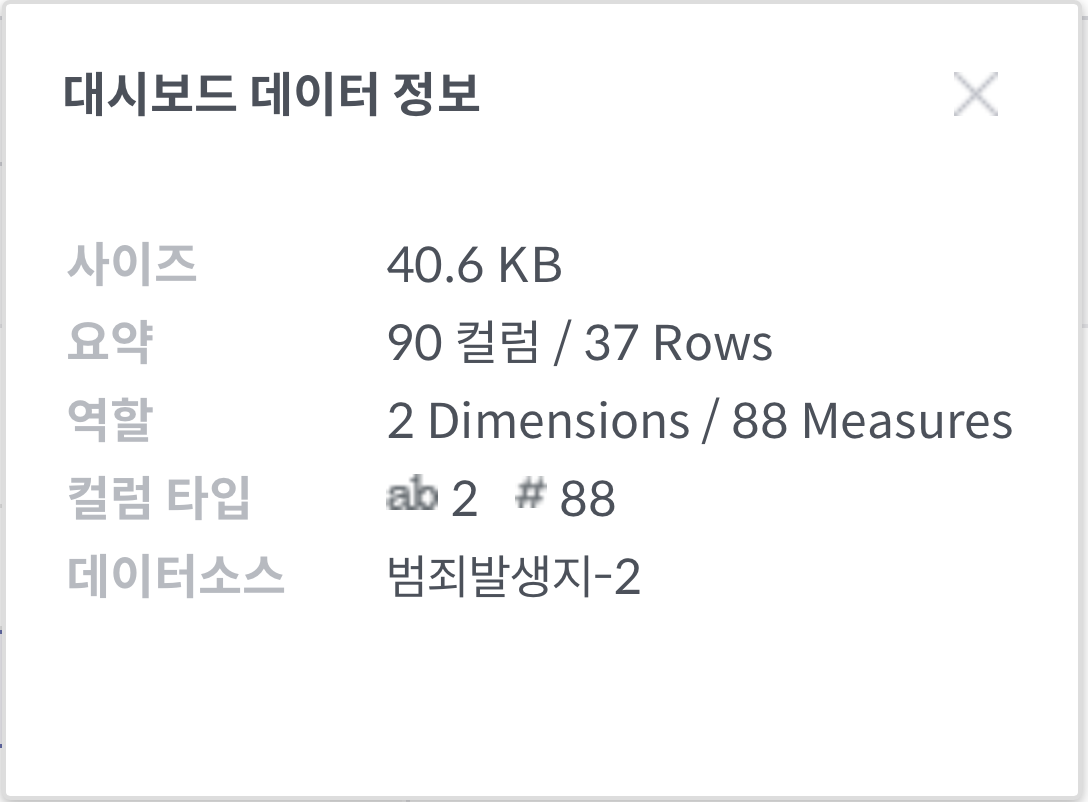 대시보드 데이터 정보
사이즈 40.6 KB
요약 90 컬럼 / 37 Rows
역할 2 Dimensions / 88 Measures
컬럼 타입 ab 2 # 88
데이터소스 범죄발생지-2